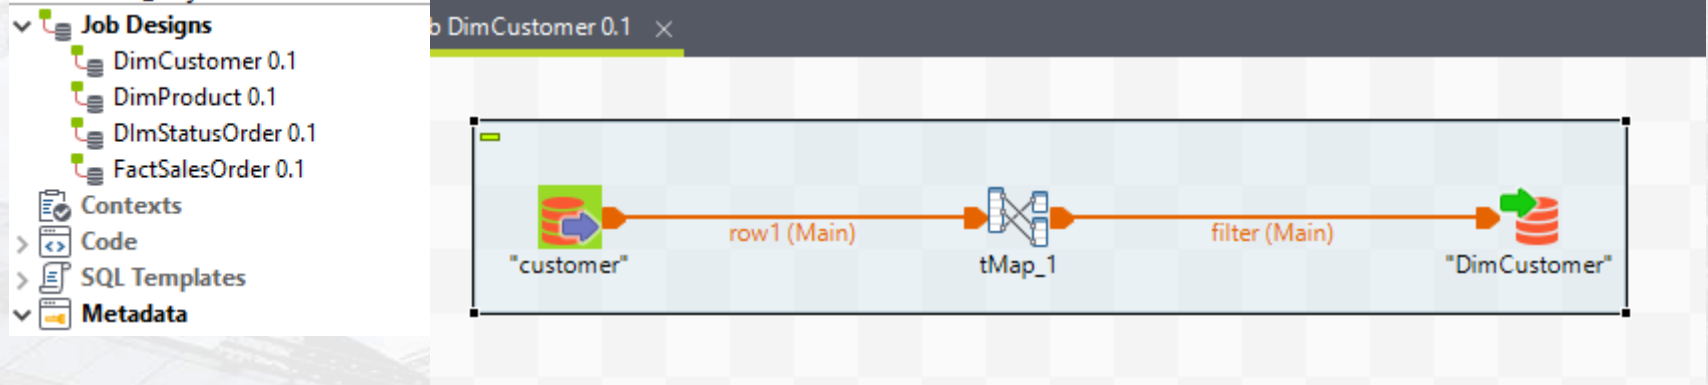 Job Designs
DimCustomer 0.1
DimProduct 0.1
DImStatusOrder 0.1
FactSalesOrder 0.1
Contexts
Code
SQL Templates
Metadata
b DimCustomer 0.1
row1 (Main)
filter (Main)
"customer"
tMap_1
"DimCustomer"